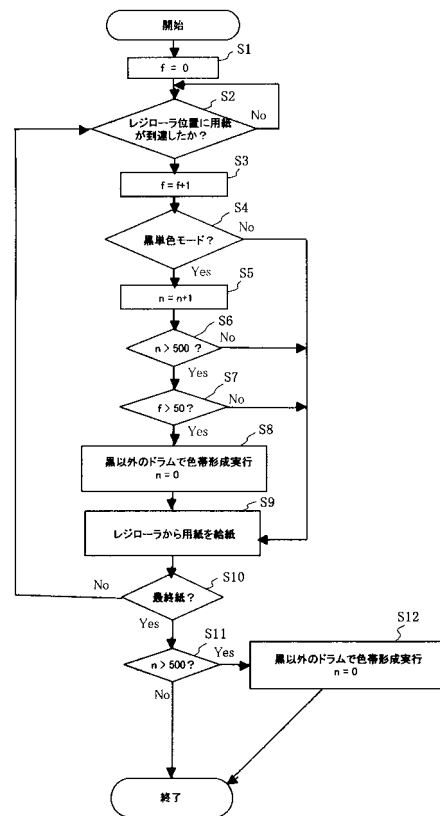 開始
S1
f = 0
S2
レジローラ位置に用紙
が到達したか？
No
S3
f = f+1
S4
黒単色モード？
No
Yes
S5
n = n+1
S6
n > 500 ？
No
Yes
S7
f > 50？
No
Yes
S8
黒以外のドラムで色帯形成実行
n = 0
S9
レジローラから用紙を給紙
S10
最終紙？
No
Yes
S11
n > 500？
Yes
No
S12
黒以外のドラムで色帯形成実行
n = 0
終了